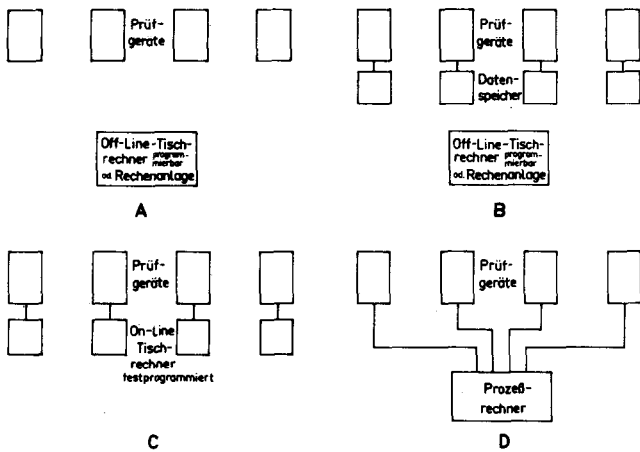 Prüf-
geräte
Off-Line-Tisch-
rechner program-
mierbar
od. Rechenanlage
A
Prüf-
geräte
Daten-
speicher
Off-Line-Tisch-
rechner program-
mierbar
od. Rechenanlage
B
Prüf-
geräte
On-Line
Tisch-
rechner
festprogrammiert
C
Prüf-
geräte
Prozeß-
rechner
D